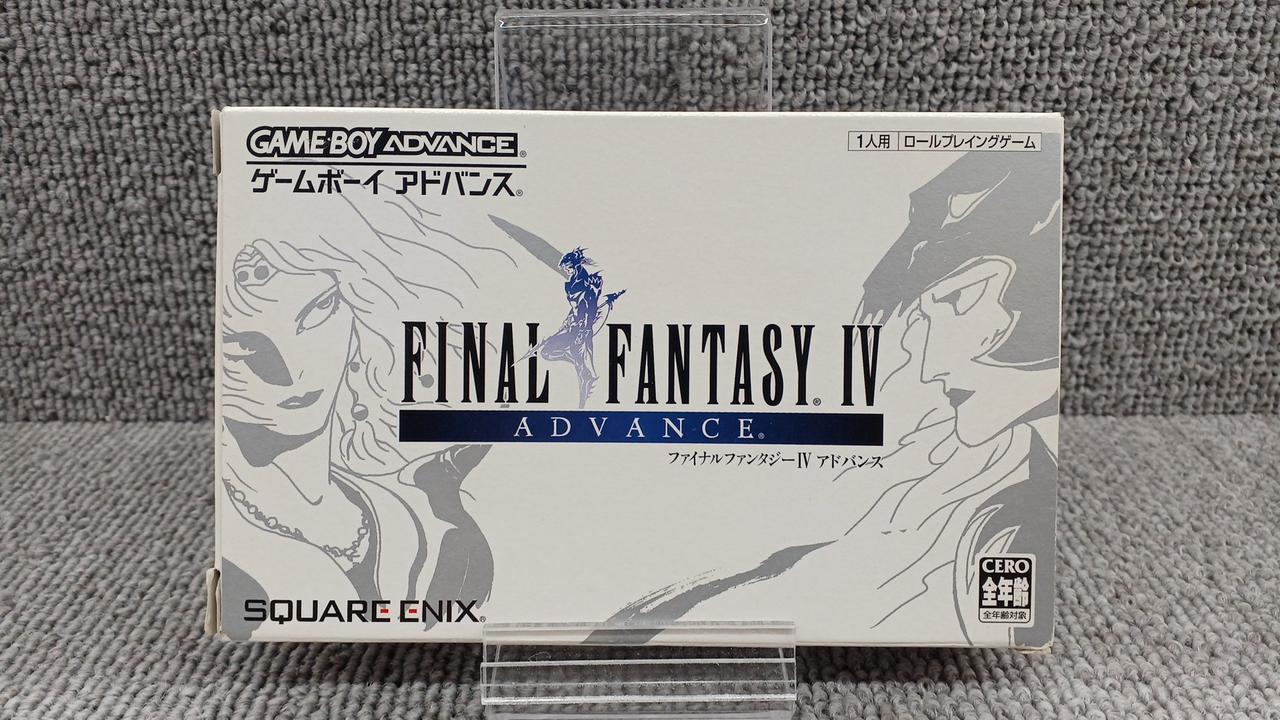 GAME BOY ADVANCE®
ゲームボーイ アドバンス®
1人用 ロールプレイングゲーム
FINAL FANTASY® IV
ADVANCE®
ファイナルファンタジーIV アドバンス
SQUARE ENIX®
CERO
全年齢
全年齢対象